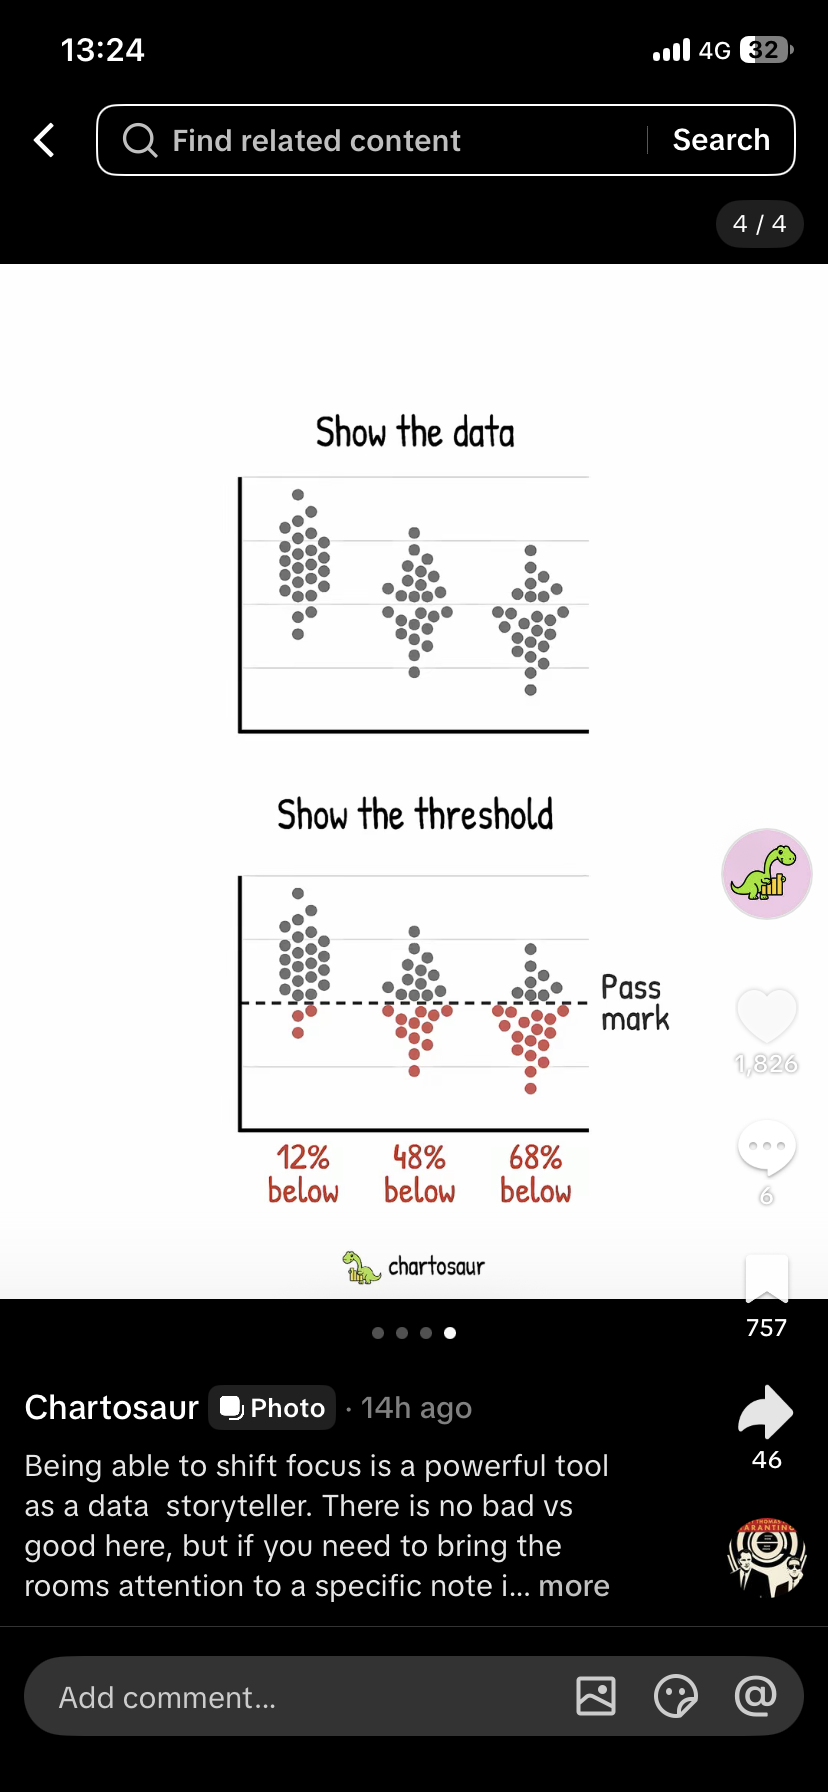 13:24
4G 32
Find related content
Search
4 / 4
Show the data
Show the threshold
Pass
mark
12% 48% 68%
below below below
chartosaur
1,826
6
757
46
Chartosaur Photo · 14h ago
Being able to shift focus is a powerful tool
as a data storyteller. There is no bad vs
good here, but if you need to bring the
rooms attention to a specific note i... more
Add comment...